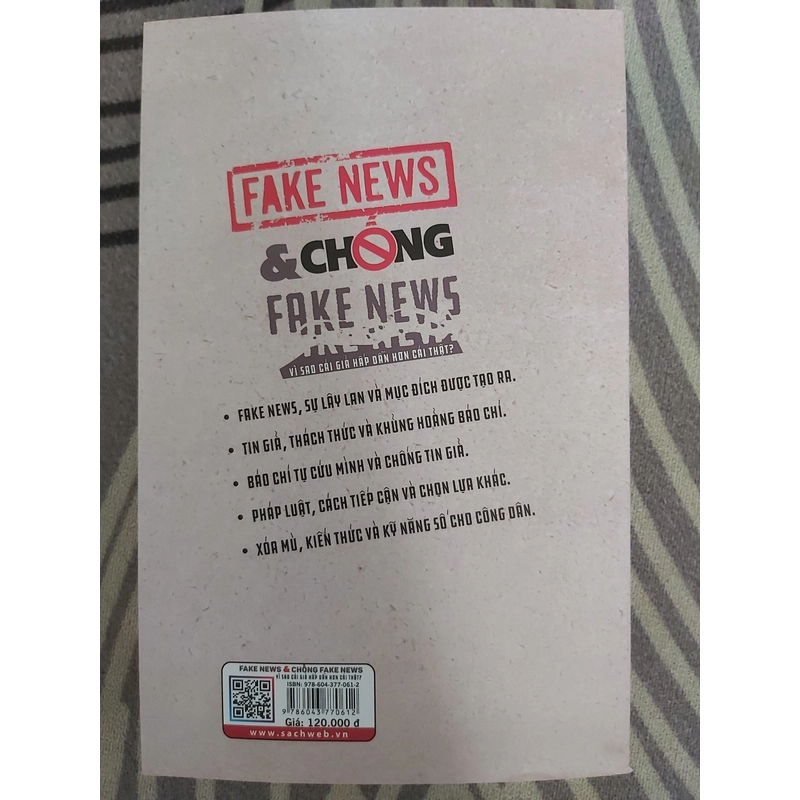 FAKE NEWS
& CHỐNG
FAKE NEWS
VÌ SAO CÁI GIẢ HẤP DẪN HƠN CÁI THẬT?
• FAKE NEWS, SỰ LÂY LAN VÀ MỤC ĐÍCH ĐƯỢC TẠO RA.
• TIN GIẢ, THÁCH THỨC VÀ KHỦNG HOẢNG BÁO CHÍ.
• BÁO CHÍ TỰ CỨU MÌNH VÀ CHỐNG TIN GIẢ.
• PHÁP LUẬT, CÁCH TIẾP CẬN VÀ CHỌN LỰA KHÁC.
• XÓA MÙ, KIẾN THỨC VÀ KỸ NĂNG SỐ CHO CÔNG DÂN.
FAKE NEWS & CHỐNG FAKE NEWS
VÌ SAO CÁI GIẢ HẤP DẪN HƠN CÁI THẬT?
ISBN: 978-604-377-061-2
9 786043 770612
Giá: 120.000 đ
www.sachweb.vn